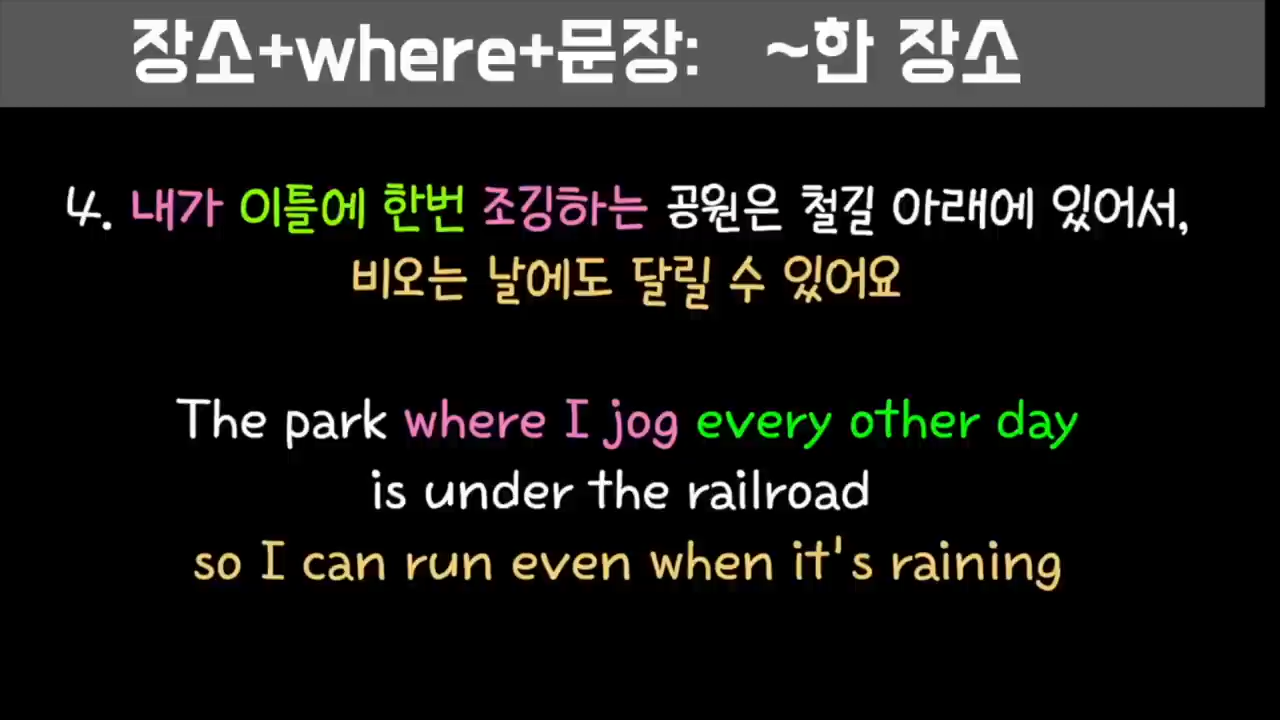 장소+where+문장: ~한 장소
4. 내가 이틀에 한번 조깅하는 공원은 철길 아래에 있어서,
비오는 날에도 달릴 수 있어요
The park where I jog every other day
is under the railroad
so I can run even when it's raining